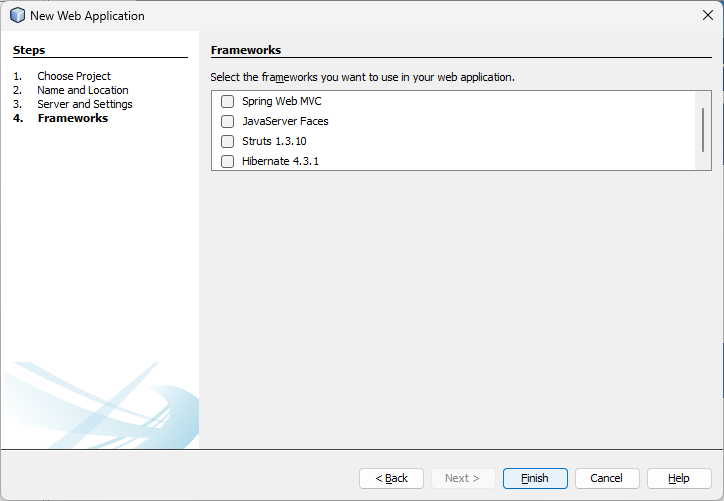 New Web Application
Steps
1. Choose Project
2. Name and Location
3. Server and Settings
4. Frameworks
Frameworks
Select the frameworks you want to use in your web application.
Spring Web MVC
JavaServer Faces
Struts 1.3.10
Hibernate 4.3.1
< Back
Next >
Finish
Cancel
Help